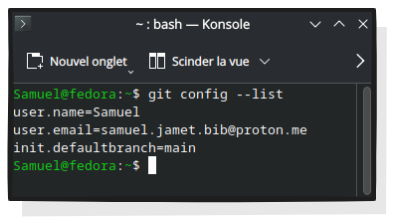 ~ : bash — Konsole
Nouvel onglet Scinder la vue
Samuel@fedora:~$ git config --list
user.name=Samuel
user.email=samuel.jamet.bib@proton.me
init.defaultbranch=main
Samuel@fedora:~$